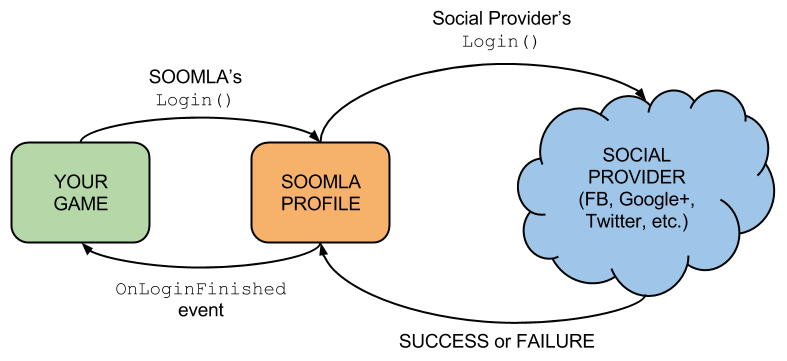 Social Provider's
Login()
SOOMLA's
Login()
YOUR
GAME
SOOMLA
PROFILE
SOCIAL
PROVIDER
(FB, Google+,
Twitter, etc.)
OnLoginFinished
event
SUCCESS or FAILURE